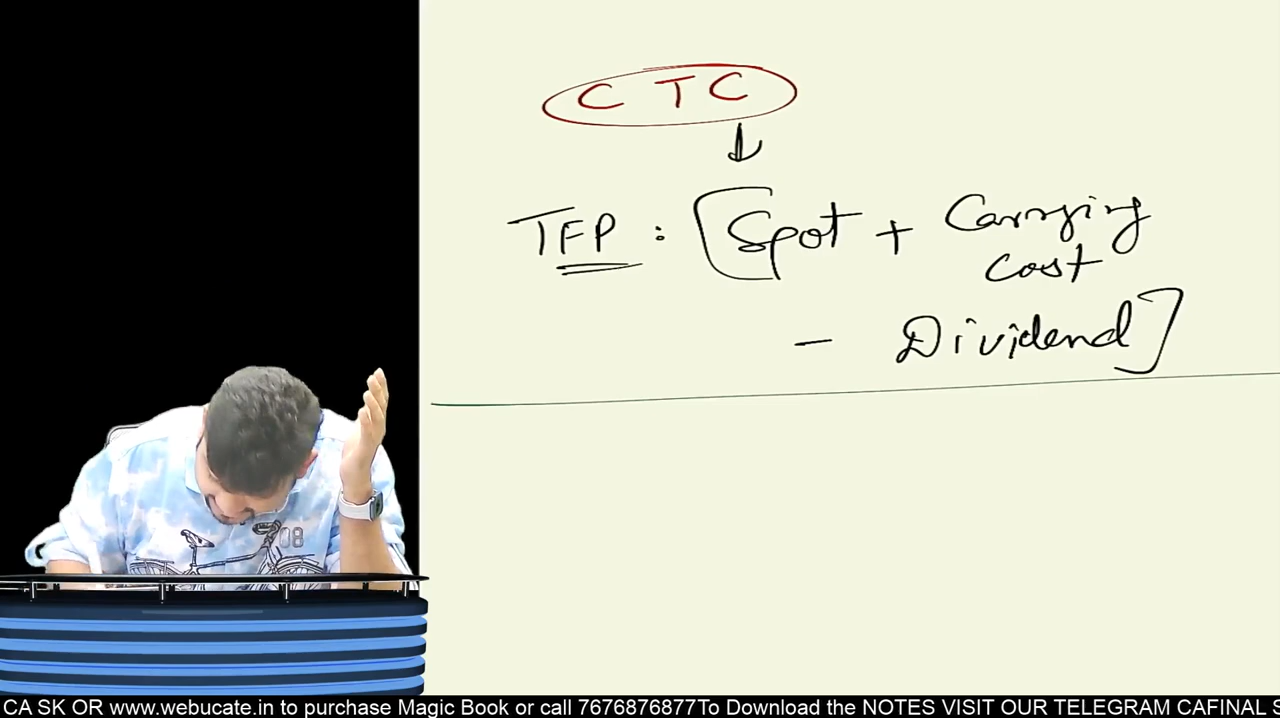 C T C
TFP : [Spot + Carrying
cost
- Dividend]
08
CA SK OR www.webucate.in to purchase Magic Book or call 7676876877To Download the NOTES VISIT OUR TELEGRAM CAFINAL S